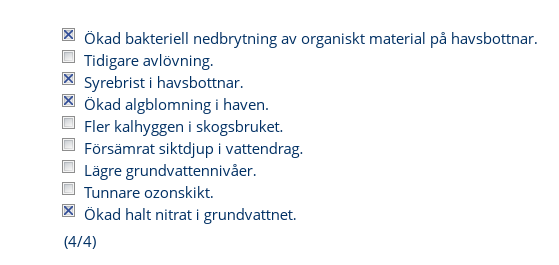 Ökad bakteriell nedbrytning av organiskt material på havsbottnar.
Tidigare avlövning.
Syrebrist i havsbottnar.
Ökad algblomning i haven.
Fler kalhyggen i skogsbruket.
Försämrat siktdjup i vattendrag.
Lägre grundvattennivåer.
Tunnare ozonskikt.
Ökad halt nitrat i grundvattnet.
(4/4)